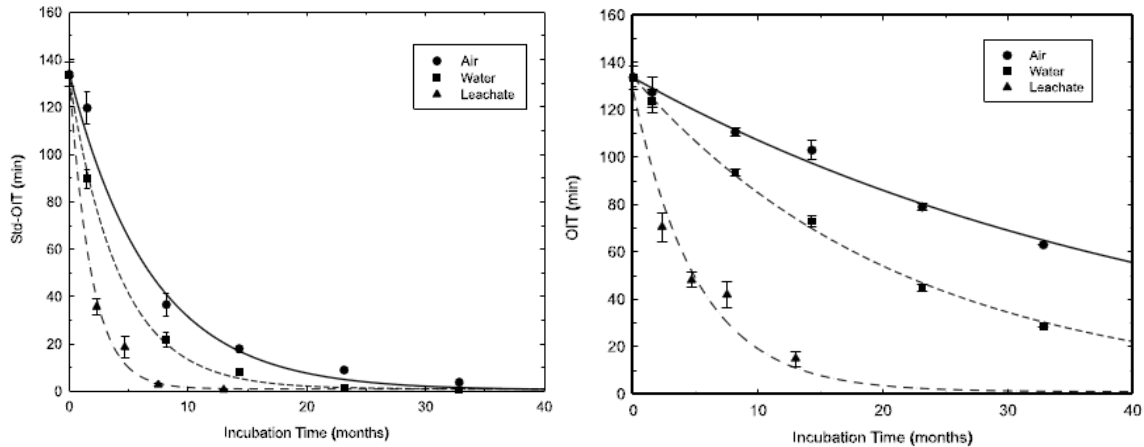 Std-OIT (min)
160
140
120
100
80
60
40
20
0
Air
Water
Leachate
0 10 20 30 40
Incubation Time (months)
OIT (min)
160
140
120
100
80
60
40
20
0
Air
Water
Leachate
0 10 20 30 40
Incubation Time (months)